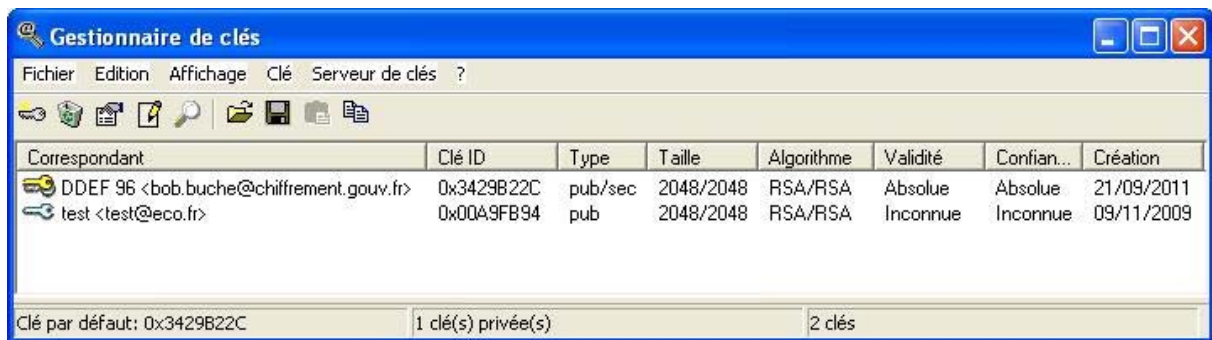 Gestionnaire de clés
Fichier Edition Affichage Clé Serveur de clés ?
Correspondant Clé ID Type Taille Algorithme Validité Confian... Création
DDEF 96 <bob.buche@chiffrement.gouv.fr> 0x3429B22C pub/sec 2048/2048 RSA/RSA Absolue Absolue 21/09/2011
test <test@eco.fr> 0x00A9FB94 pub 2048/2048 RSA/RSA Inconnue Inconnue 09/11/2009
Clé par défaut: 0x3429B22C 1 clé(s) privée(s) 2 clés